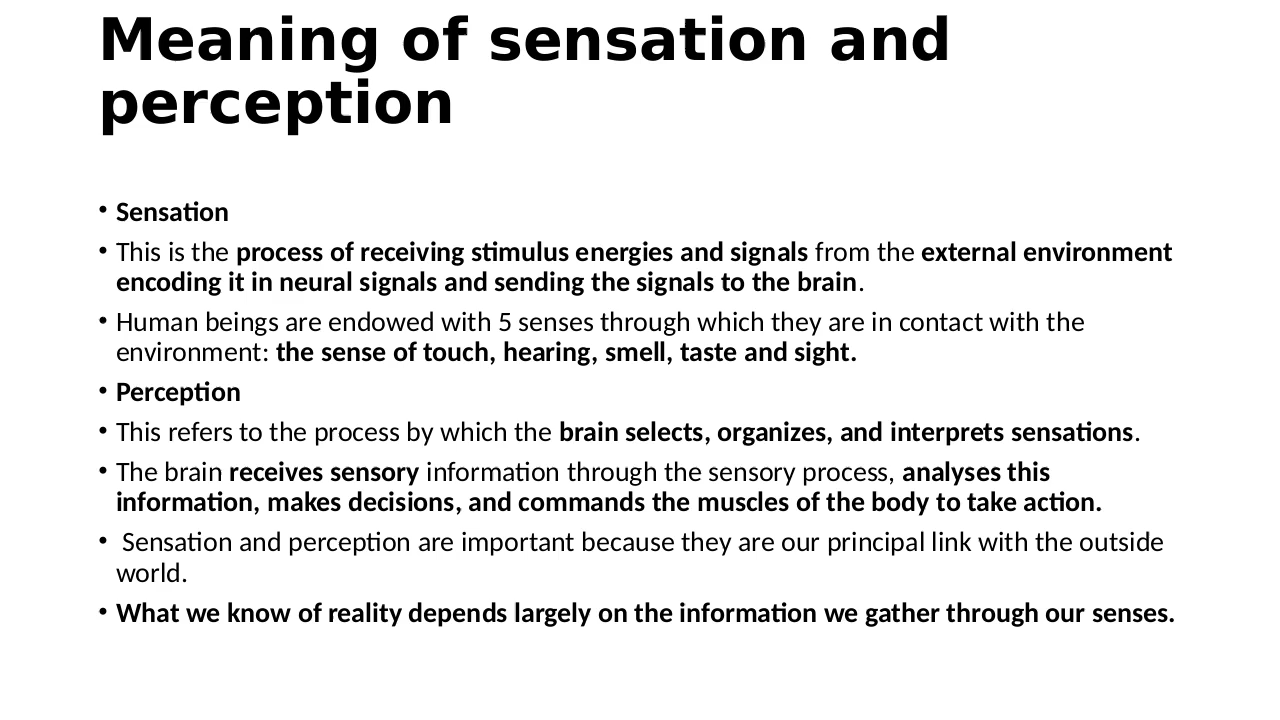 Meaning of sensation and
perception
• Sensation
• This is the process of receiving stimulus energies and signals from the external environment
encoding it in neural signals and sending the signals to the brain.
• Human beings are endowed with 5 senses through which they are in contact with the
environment: the sense of touch, hearing, smell, taste and sight.
• Perception
• This refers to the process by which the brain selects, organizes, and interprets sensations.
• The brain receives sensory information through the sensory process, analyses this
information, makes decisions, and commands the muscles of the body to take action.
• Sensation and perception are important because they are our principal link with the outside
world.
• What we know of reality depends largely on the information we gather through our senses.